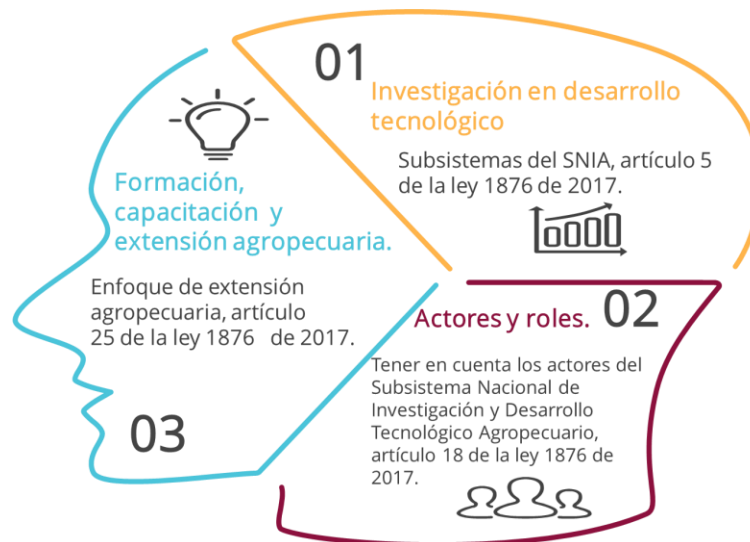 01
Investigación en desarrollo
tecnológico
Subsistemas del SNIA, artículo 5
de la ley 1876 de 2017.
Actores y roles. 02
Tener en cuenta los actores del
Subsistema Nacional de
Investigación y Desarrollo
Tecnológico Agropecuario,
artículo 18 de la ley 1876 de
2017.
Formación,
capacitación y
extensión agropecuaria.
Enfoque de extensión
agropecuaria, artículo
25 de la ley 1876 de 2017.
03